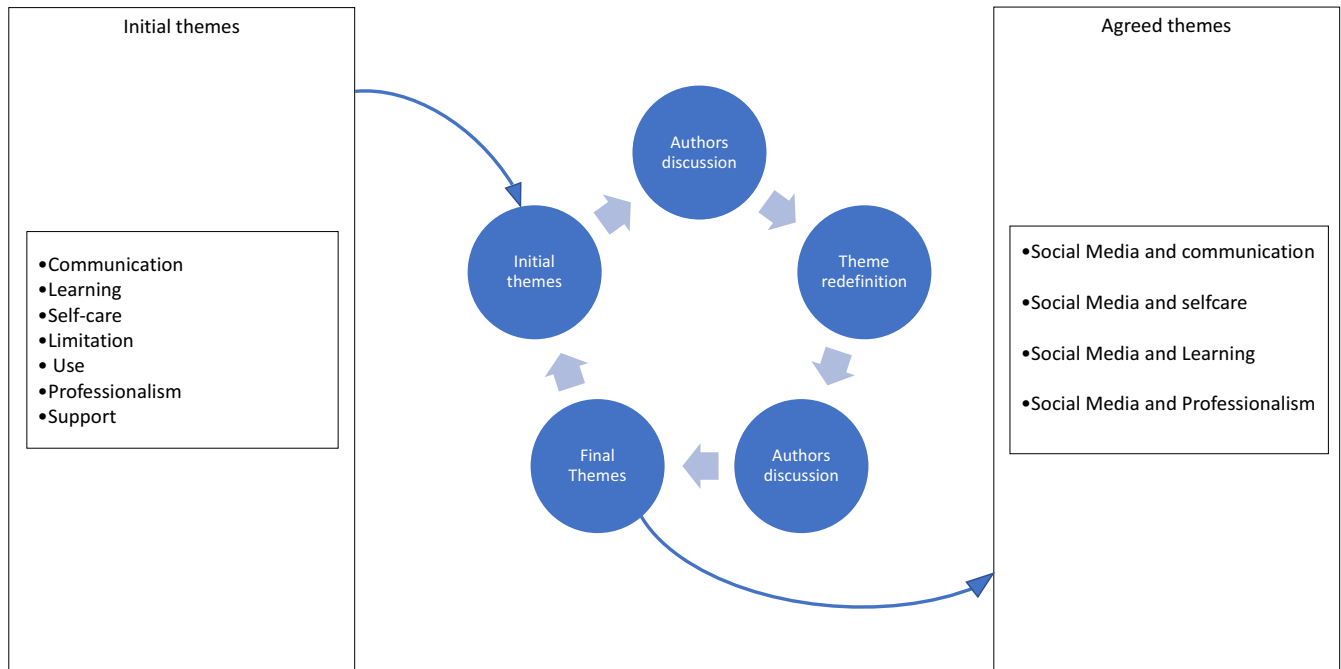 Initial themes
•Communication
•Learning
•Self-care
•Limitation
• Use
•Professionalism
•Support
Authors
discussion
Initial
themes
Theme
redefinition
Final
Themes
Authors
discussion
Agreed themes
•Social Media and communication
•Social Media and selfcare
•Social Media and Learning
•Social Media and Professionalism